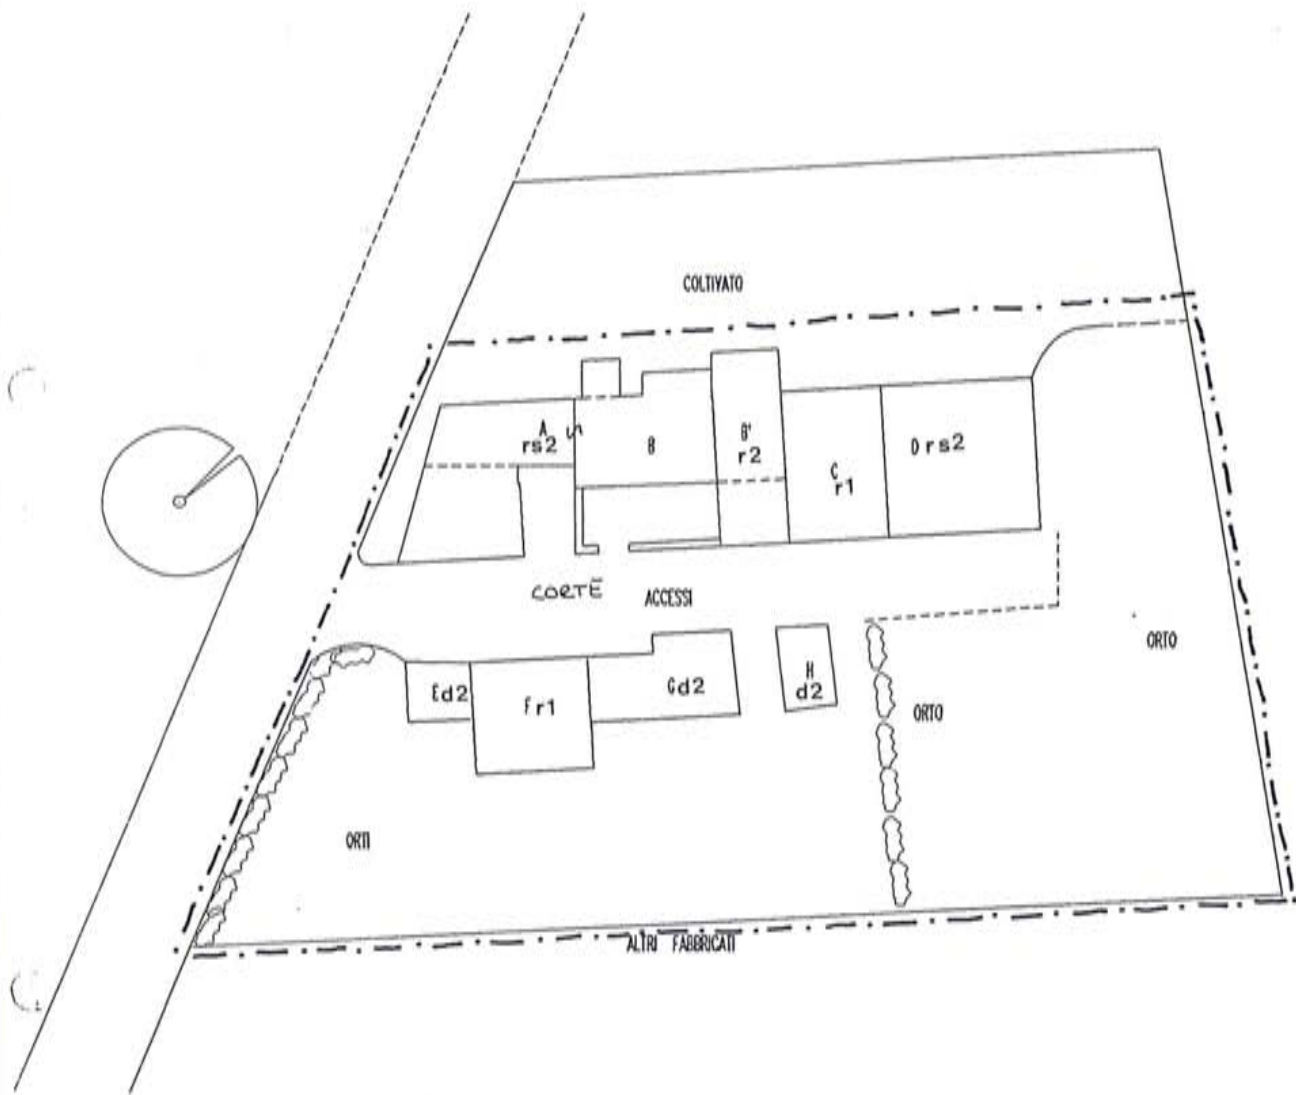 COLTIVATO
A
rs2
B
B'
r2
C
r1
D rs2
CORTE
ACCESSI
ORTO
E d2
F r1
G d2
H
d2
ORTO
ORTI
ALTRI FABBRICATI